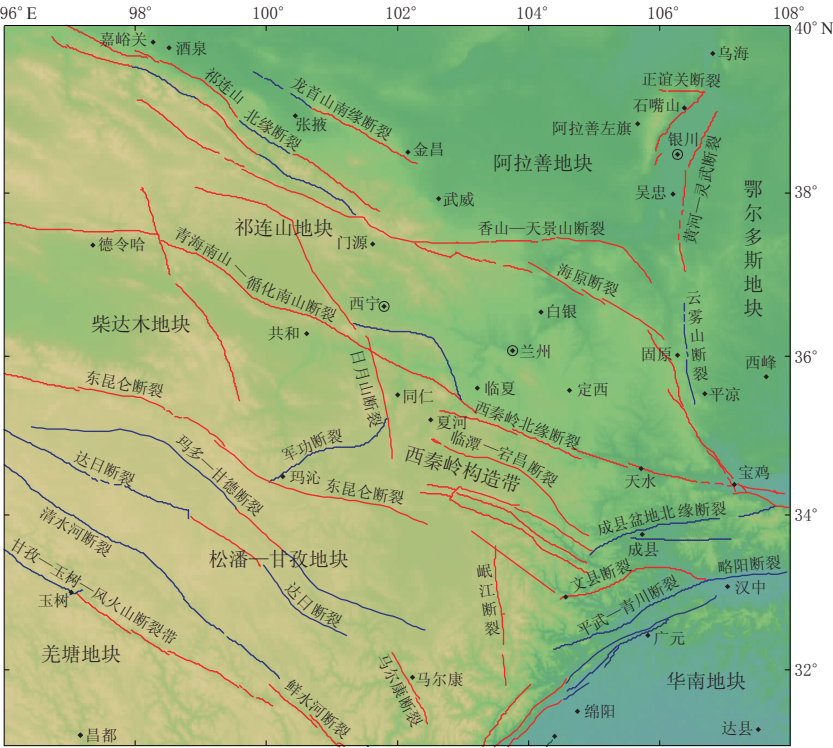 96° E
100°
102°
104°
106°
108°
98°
40° N
嘉峪关
酒泉
乌海
祁连山
北缘断裂
龙首山南缘断裂
正谊关断裂
石嘴山
张掖
阿拉善左旗
银川
金昌
阿拉善地块
黄河—灵武断裂
武威
吴忠
38°
鄂尔多斯地块
祁连山地块
香山—天景山断裂
德令哈
门源
青海南山—循化南山断裂
海原断裂
西宁
白银
云雾山断裂
柴达木地块
共和
兰州
固原
36°
西峰
日月山断裂
东昆仑断裂
同仁
临夏
定西
平凉
西秦岭北缘断裂
夏河
临潭—宕昌断裂
军功断裂
玛多—甘德断裂
西秦岭构造带
达日断裂
玛沁
东昆仑断裂
天水
宝鸡
34°
清水河断裂
成县盆地北缘断裂
成县
松潘—甘孜地块
甘孜—玉树—风火山断裂带
岷江断裂
文县断裂
略阳断裂
玉树
达日断裂
平武—青川断裂
汉中
广元
羌塘地块
32°
马尔康断裂
马尔康
华南地块
鲜水河断裂
绵阳
昌都
达县